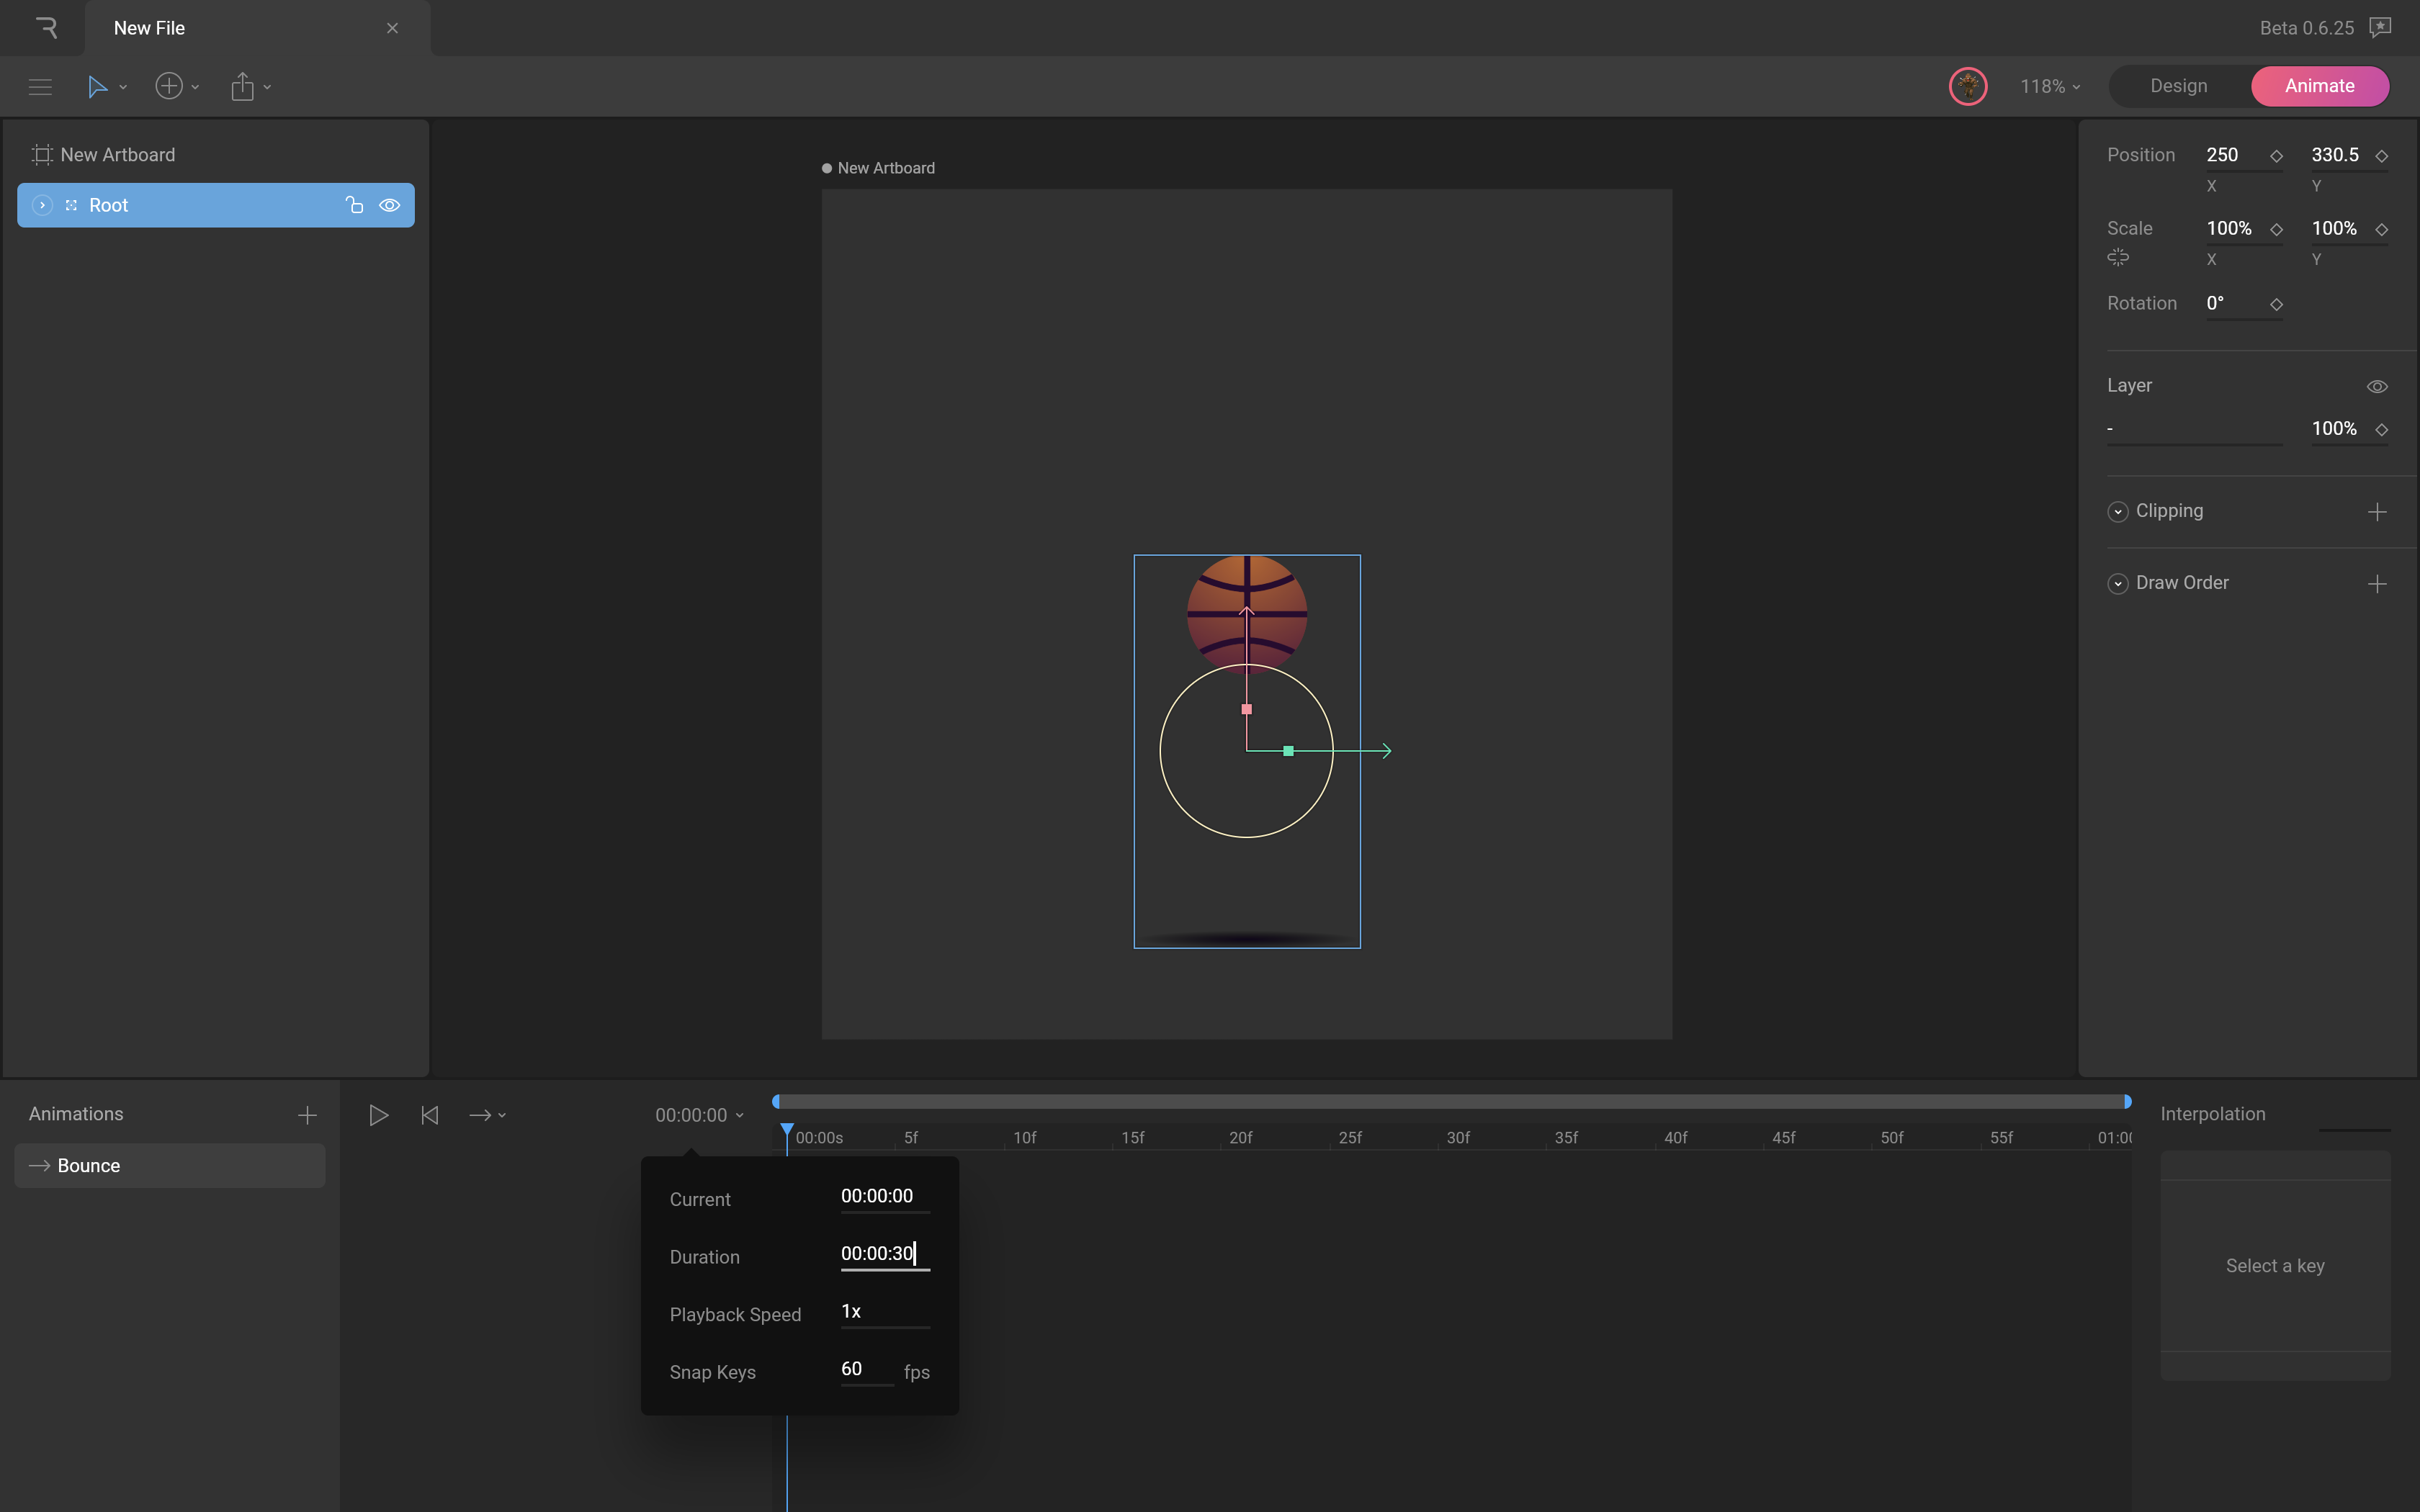 New File
Beta 0.6.25
118%
Design
Animate
New Artboard
Root
New Artboard
Position
250
330.5
X
Y
Scale
100%
100%
X
Y
Rotation
0°
Layer
-
100%
Clipping
Draw Order
Animations
Bounce
00:00:00
00:00s 5f 10f 15f 20f 25f 30f 35f 40f 45f 50f 55f 01:00
Current 00:00:00
Duration 00:00:30
Playback Speed 1x
Snap Keys 60 fps
Interpolation
Select a key